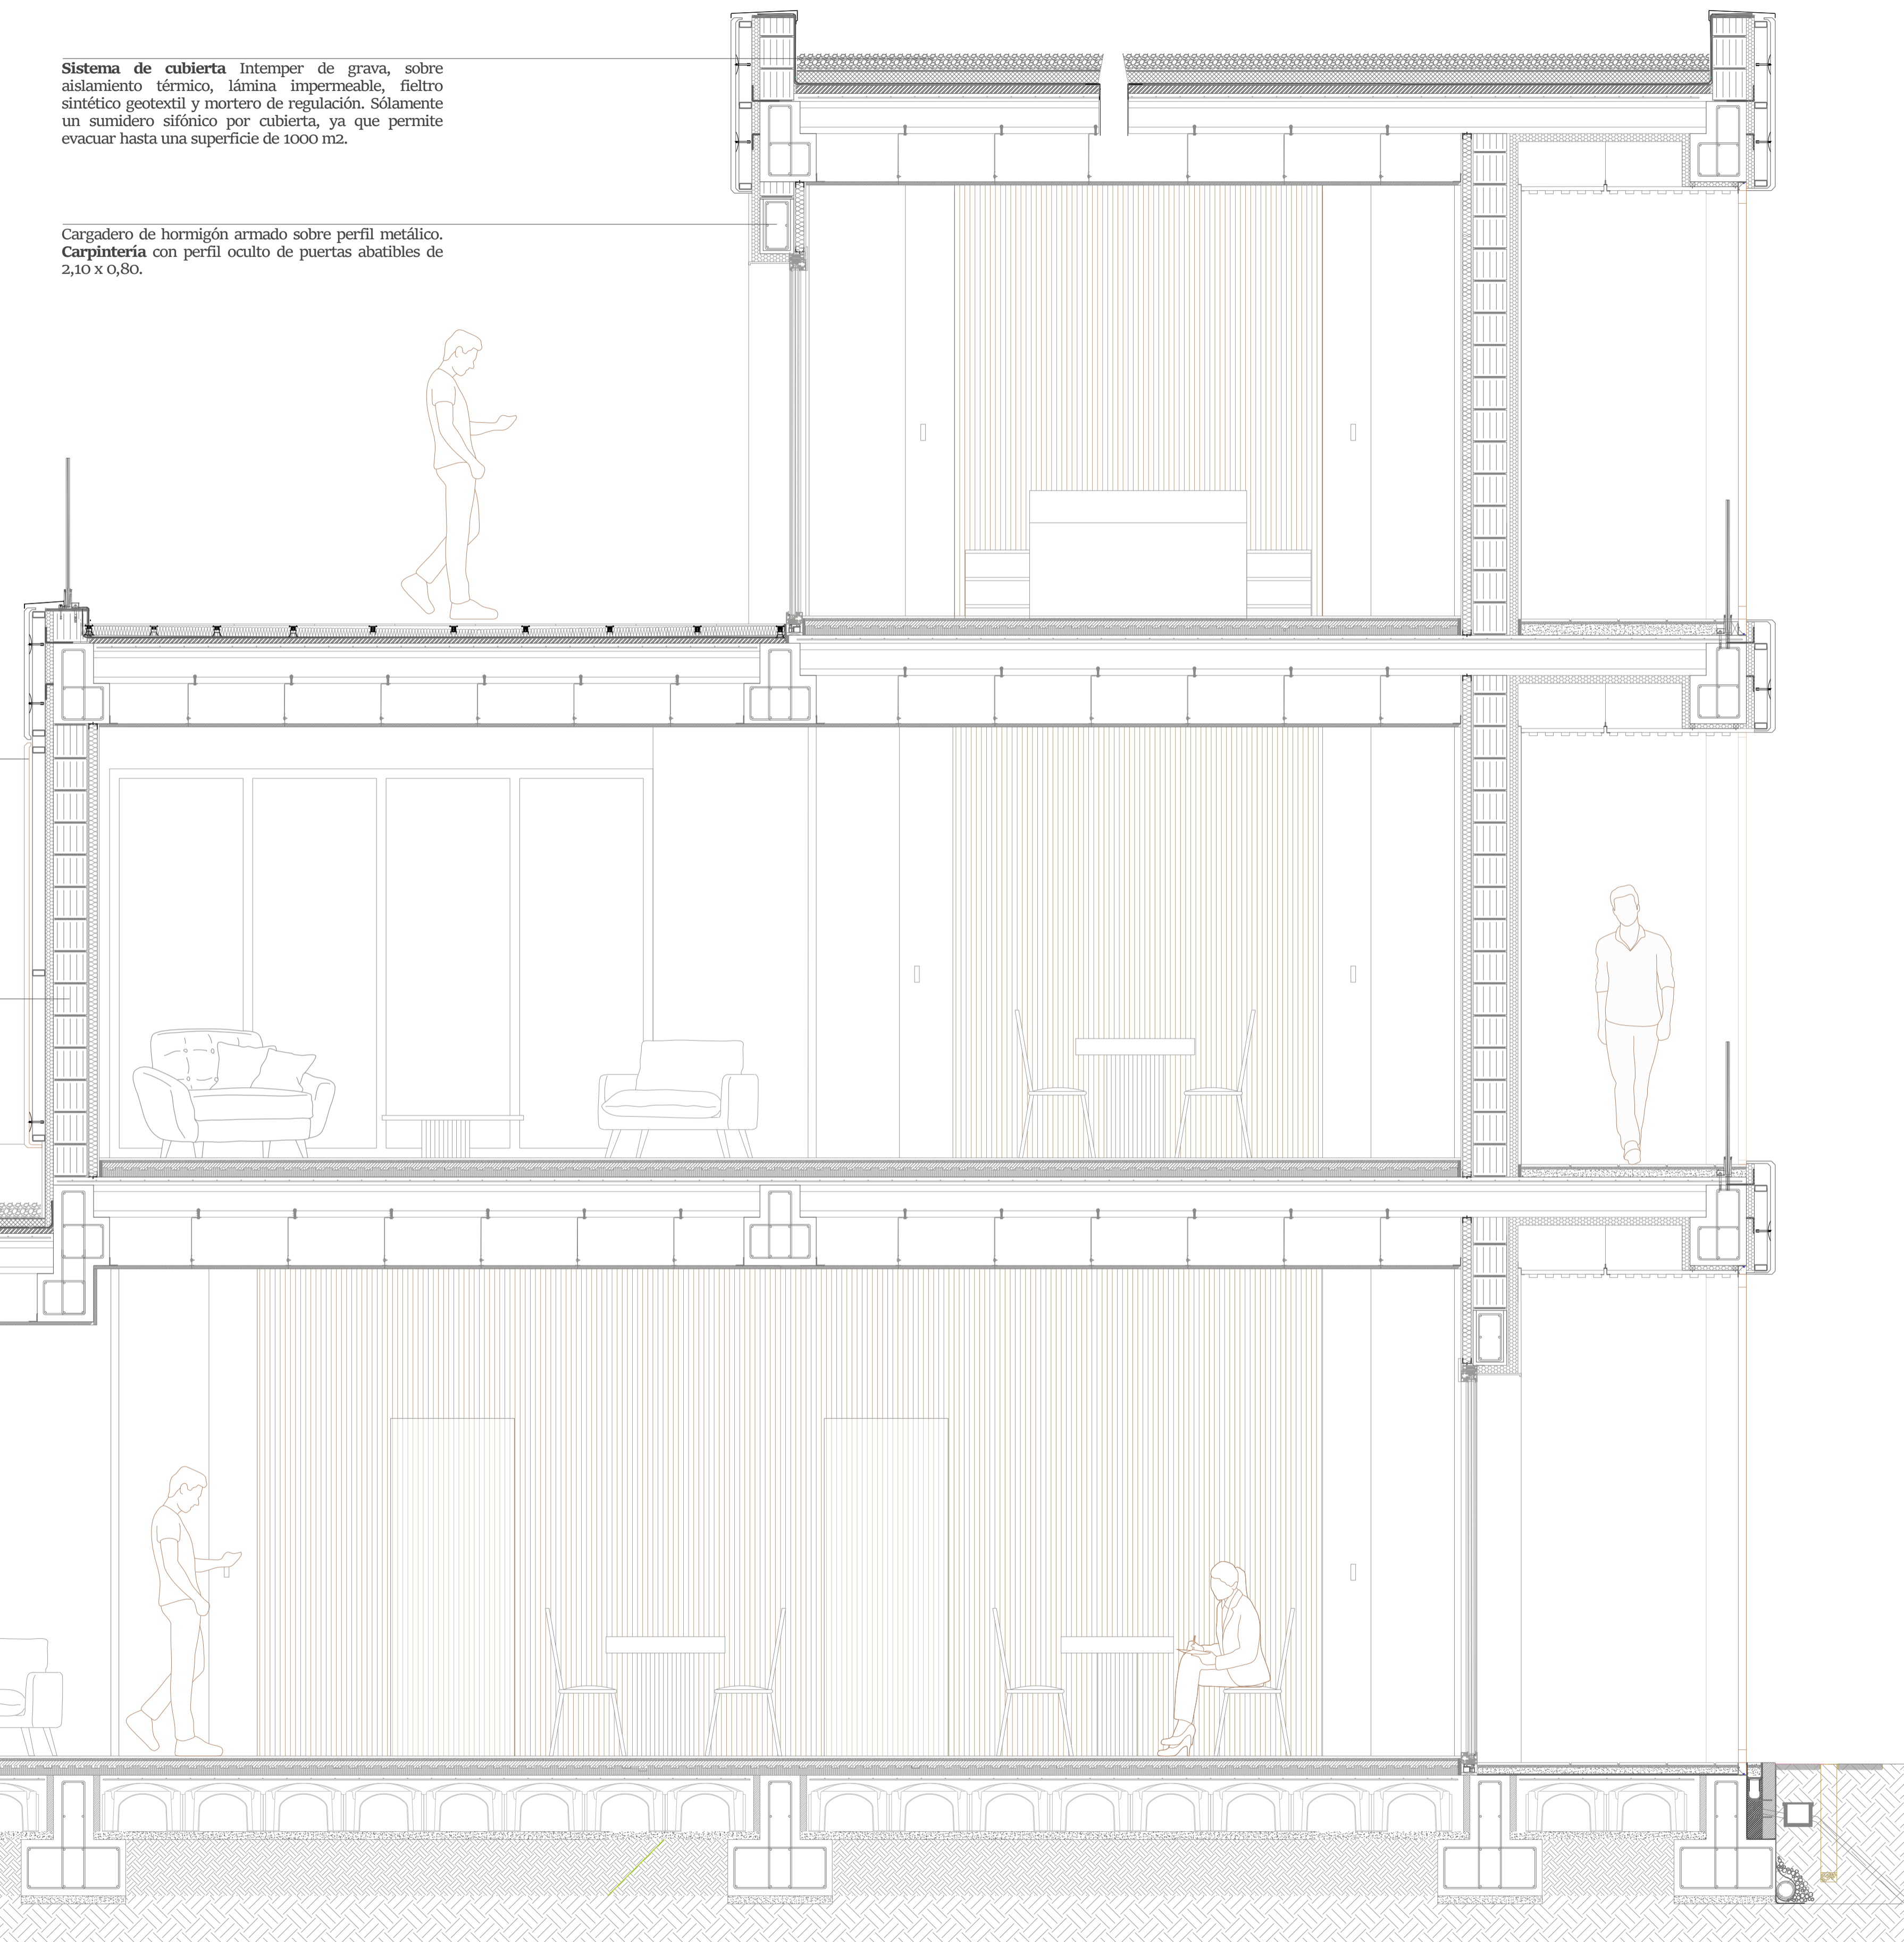 Sistema de cubierta Intemper de grava, sobre
aislamiento térmico, lámina impermeable, fieltro
sintético geotextil y mortero de regulación. Sólamente
un sumidero sifónico por cubierta, ya que permite
evacuar hasta una superficie de 1000 m2.
Cargadero de hormigón armado sobre perfil metálico.
Carpintería con perfil oculto de puertas abatibles de
2,10 x 0,80.